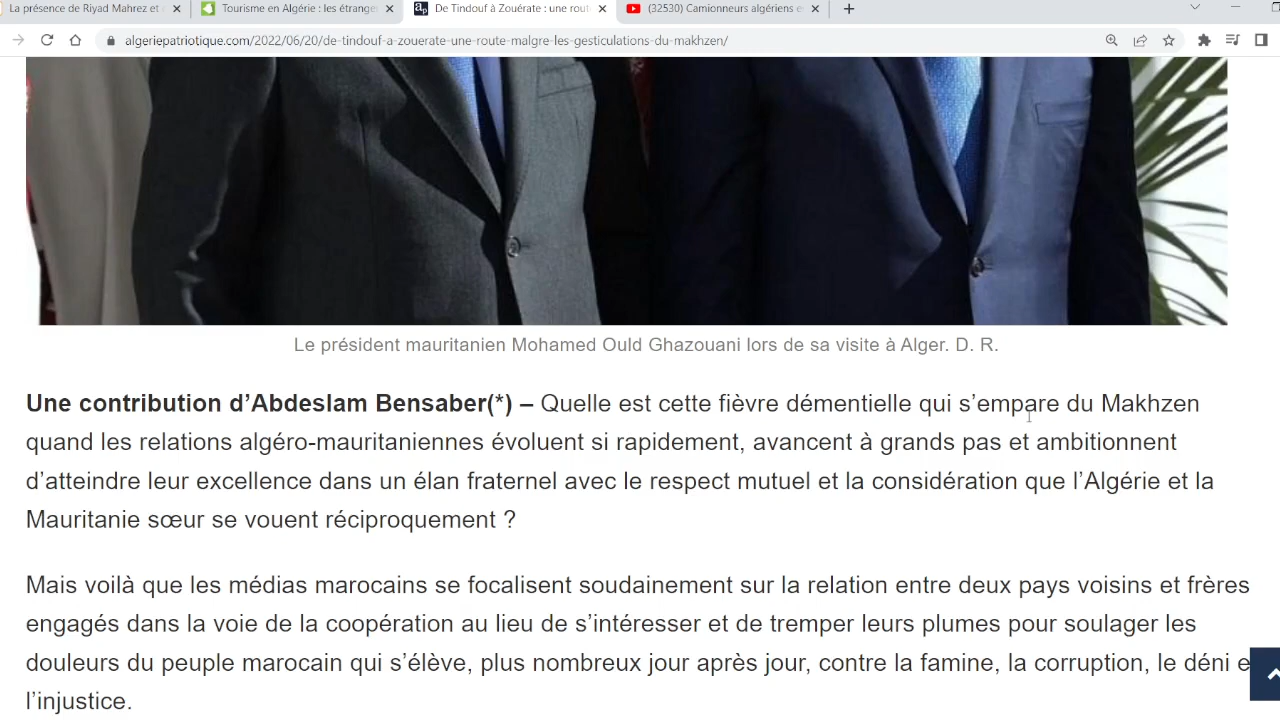 La présence de Riyad Mahrez et
Tourisme en Algérie : les étrange
De Tindouf à Zouérate : une rout
(32530) Camionneurs algériens e
algeriepatriotique.com/2022/06/20/de-tindouf-a-zouerate-une-route-malgre-les-gesticulations-du-makhzen/
Le président mauritanien Mohamed Ould Ghazouani lors de sa visite à Alger. D. R.
Une contribution d’Abdeslam Bensaber(*) – Quelle est cette fièvre démentielle qui s’empare du Makhzen
quand les relations algéro-mauritaniennes évoluent si rapidement, avancent à grands pas et ambitionnent
d’atteindre leur excellence dans un élan fraternel avec le respect mutuel et la considération que l’Algérie et la
Mauritanie sœur se vouent réciproquement ?
Mais voilà que les médias marocains se focalisent soudainement sur la relation entre deux pays voisins et frères
engagés dans la voie de la coopération au lieu de s’intéresser et de tremper leurs plumes pour soulager les
douleurs du peuple marocain qui s’élève, plus nombreux jour après jour, contre la famine, la corruption, le déni e
l’injustice.